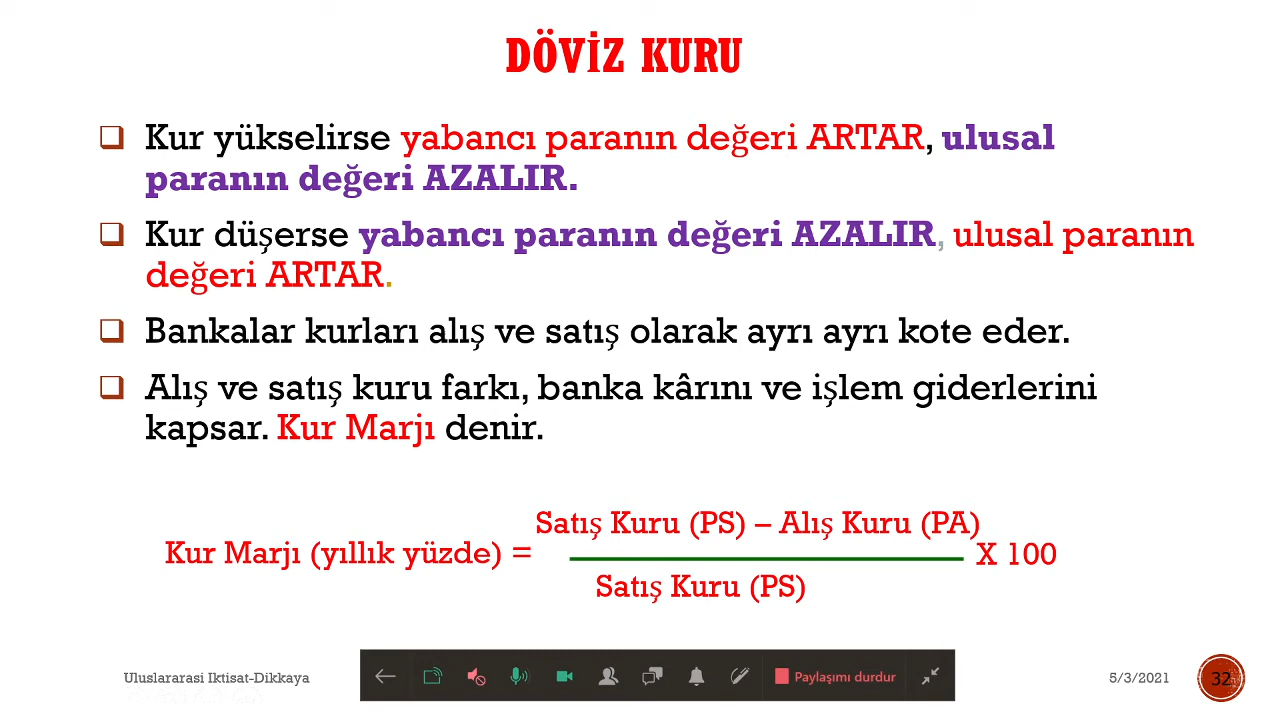 DÖVİZ KURU
Kur yükselirse yabancı paranın değeri ARTAR, ulusal
paranın değeri AZALIR.
Kur düşerse yabancı paranın değeri AZALIR, ulusal paranın
değeri ARTAR.
Bankalar kurları alış ve satış olarak ayrı ayrı kote eder.
Alış ve satış kuru farkı, banka kârını ve işlem giderlerini
kapsar. Kur Marjı denir.
Satış Kuru (PS) – Alış Kuru (PA)
Kur Marjı (yıllık yüzde) = X 100
Satış Kuru (PS)
Uluslararasi Iktisat-Dikkaya
Paylaşımı durdur
5/3/2021
32